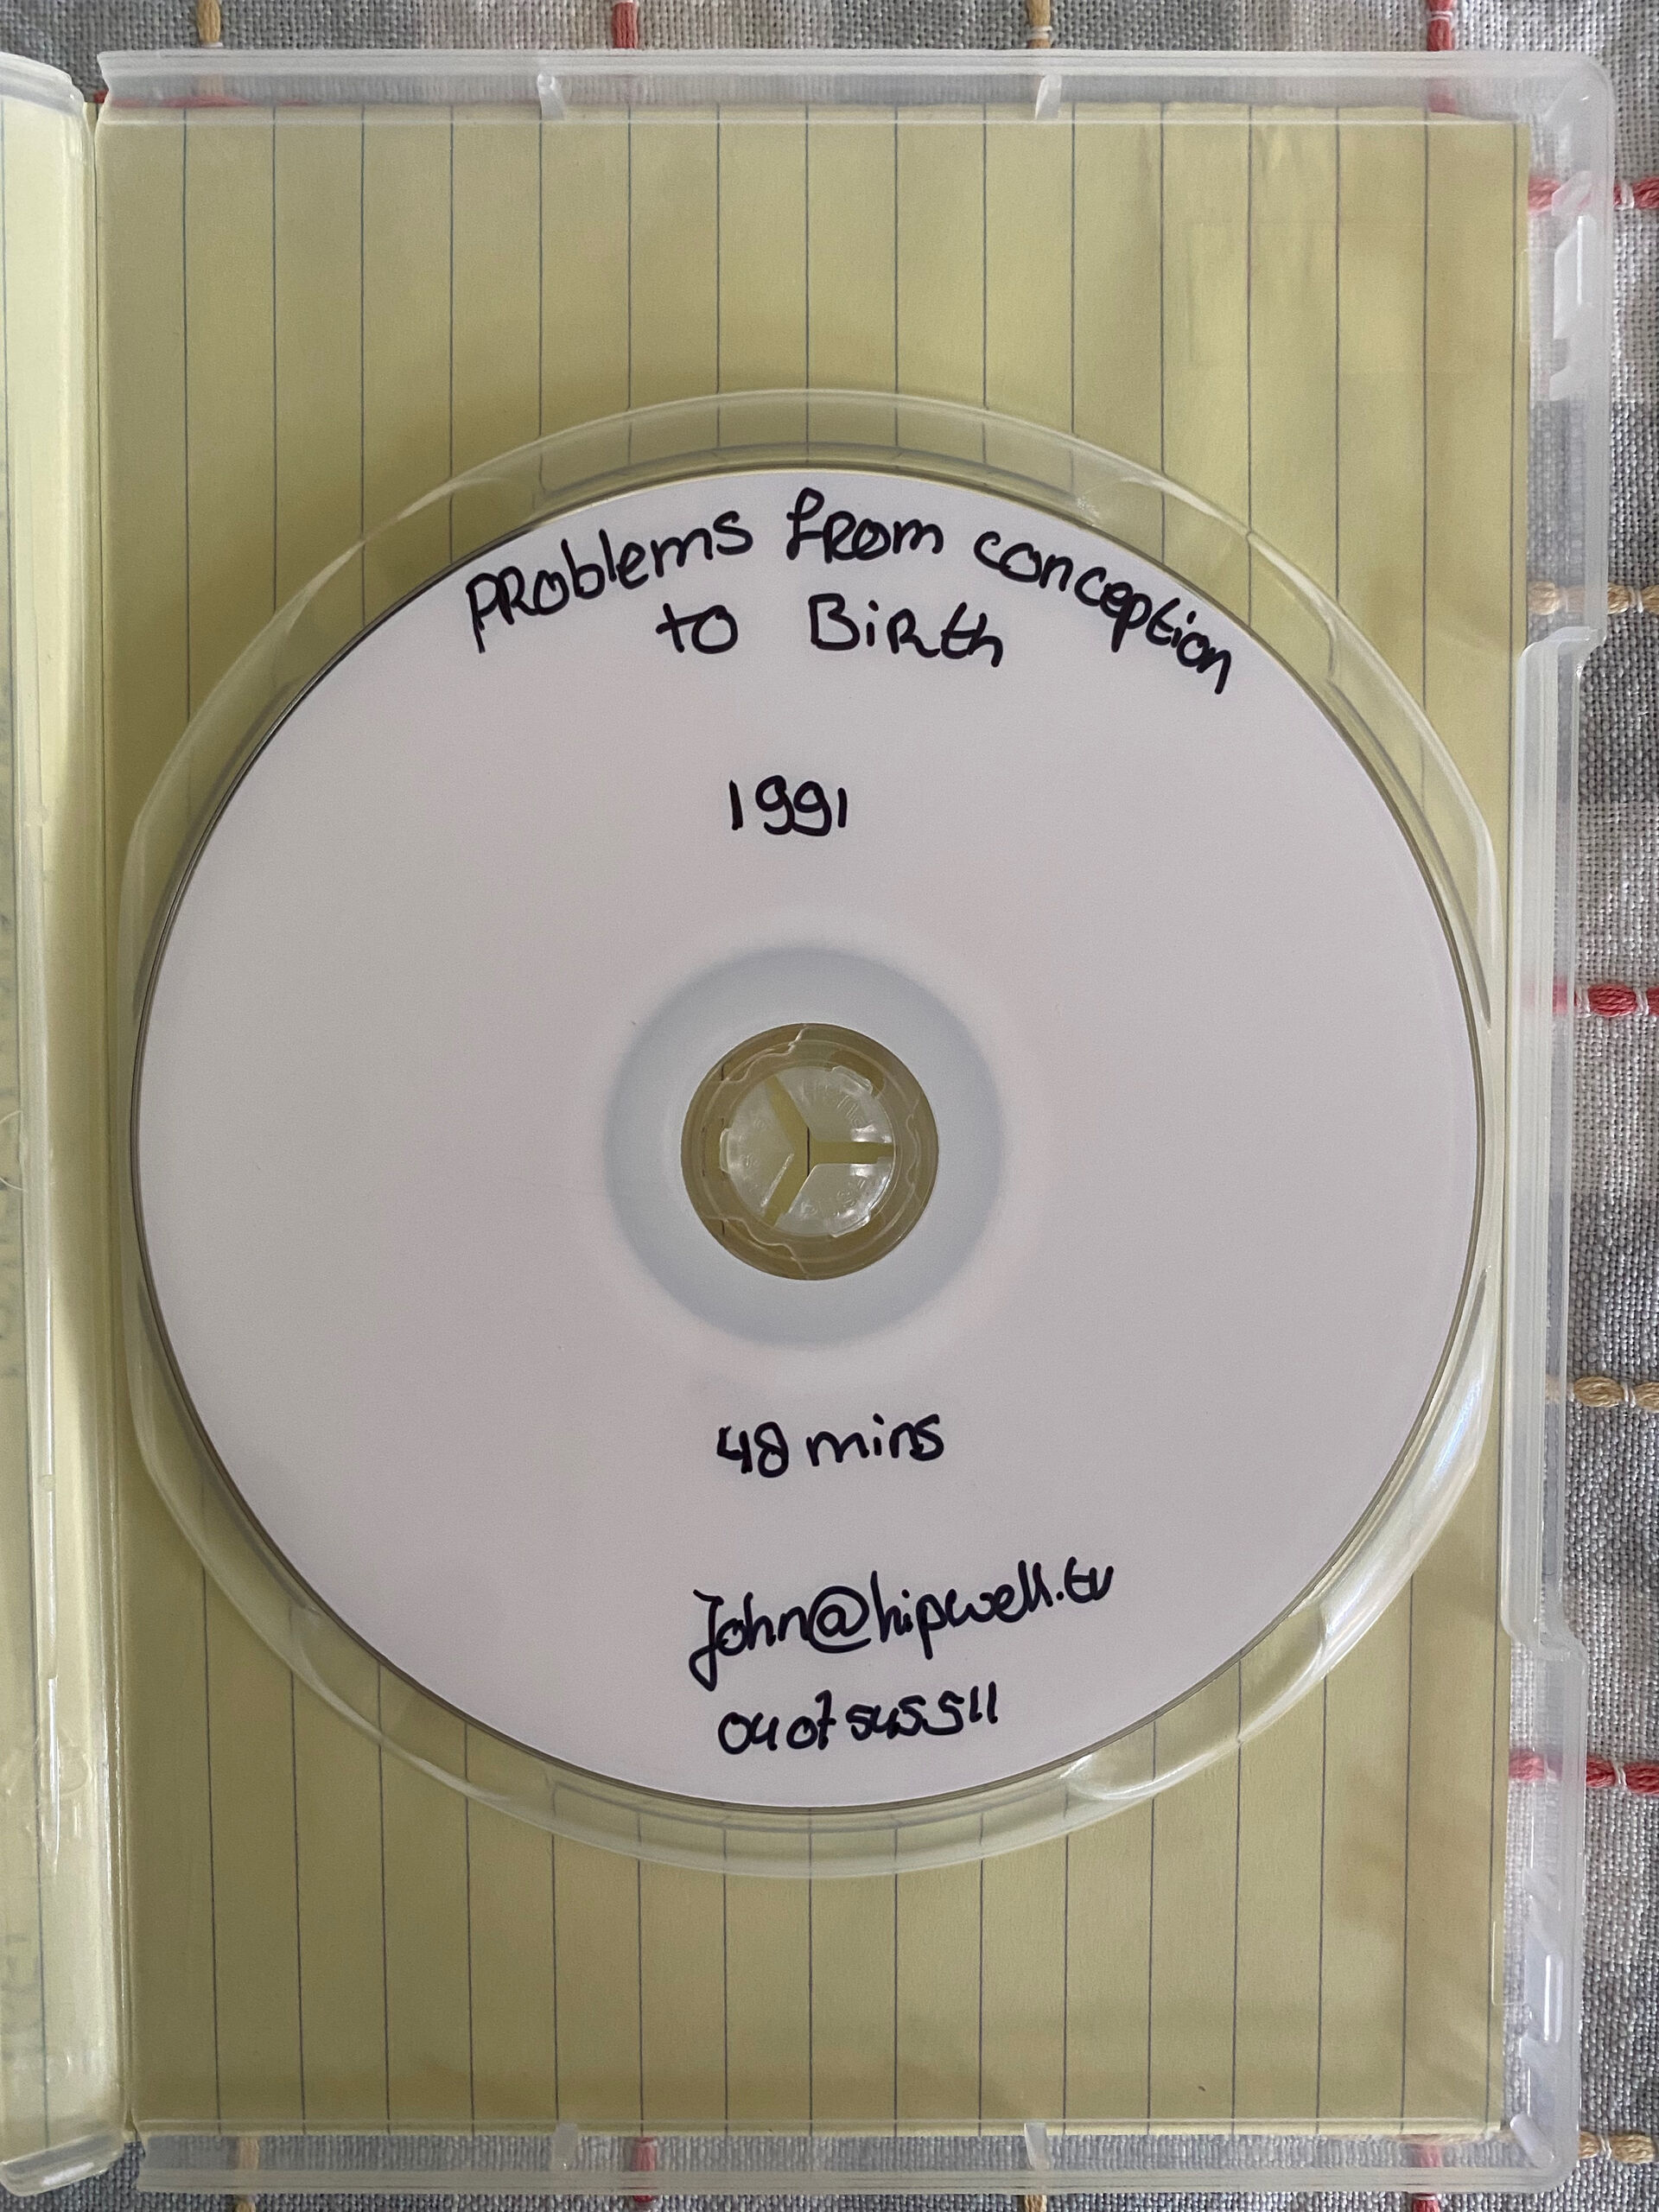 PRoblems fRom conception
to BiRth
1991
48 mins
John@hipwell.tv
0407545511